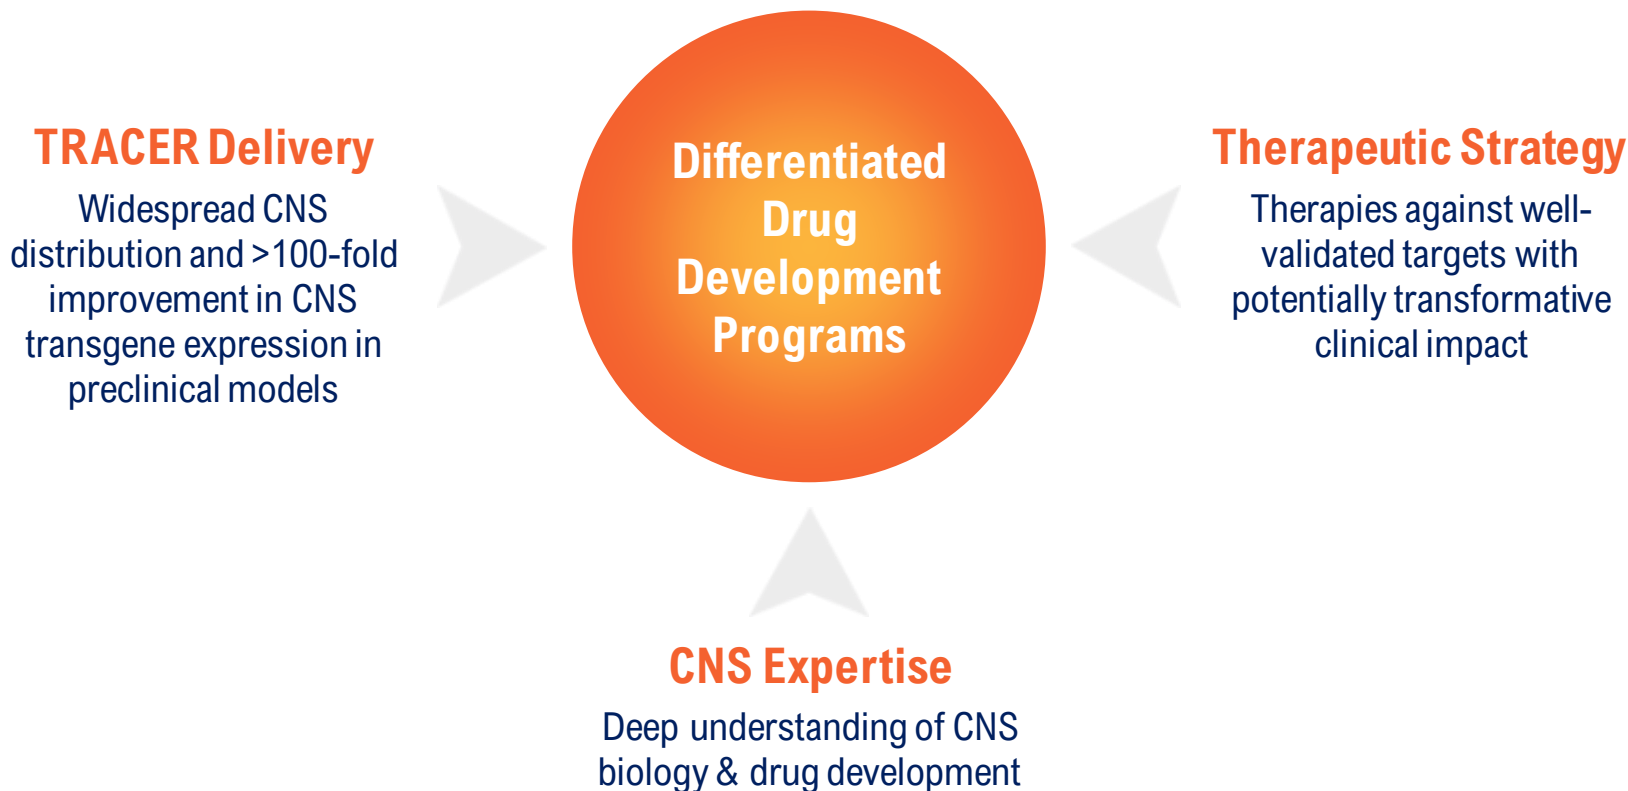 TRACER Delivery
Widespread CNS
distribution and >100-fold
improvement in CNS
transgene expression in
preclinical models
Differentiated
Drug
Development
Programs
Therapeutic Strategy
Therapies against well-
validated targets with
potentially transformative
clinical impact
CNS Expertise
Deep understanding of CNS
biology & drug development